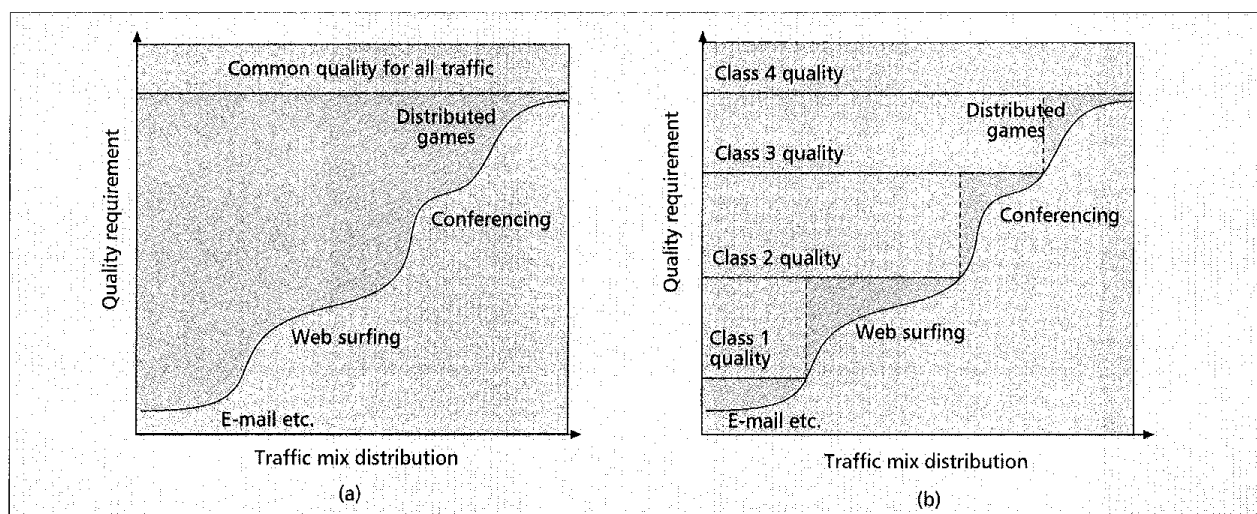 Common quality for all traffic
Distributed
games
Conferencing
Web surfing
E-mail etc.
Quality requirement
Traffic mix distribution
(a)
Class 4 quality
Distributed
games
Class 3 quality
Conferencing
Class 2 quality
Web surfing
Class 1
quality
E-mail etc.
Quality requirement
Traffic mix distribution
(b)